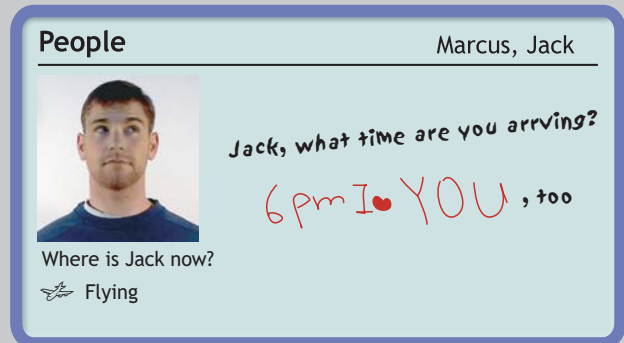 People
Marcus, Jack
Jack, what time are you arrving?
6pm I YOU, too
Where is Jack now?
Flying